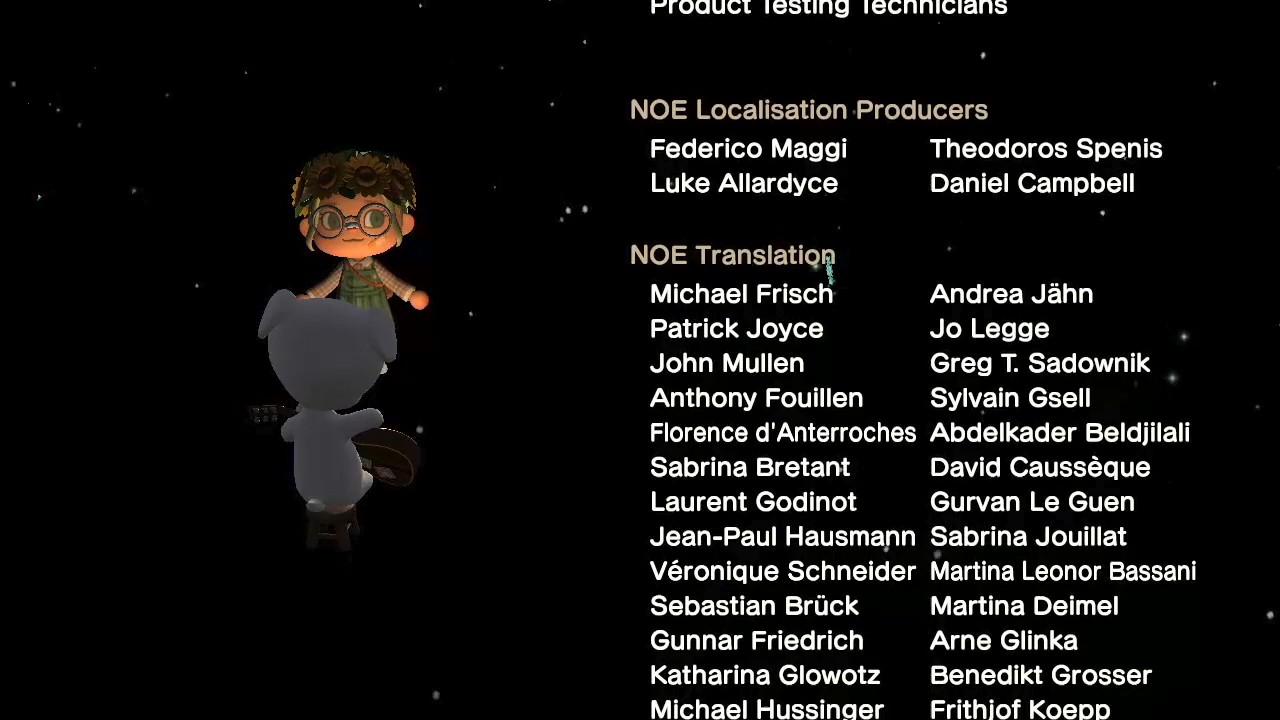 Product Testing Technicians
NOE Localisation Producers
Federico Maggi Theodoros Spenis
Luke Allardyce Daniel Campbell
NOE Translation
Michael Frisch Andrea Jähn
Patrick Joyce Jo Legge
John Mullen Greg T. Sadownik
Anthony Fouillen Sylvain Gsell
Florence d'Anterroches Abdelkader Beldjilali
Sabrina Bretant David Caussèque
Laurent Godinot Gurvan Le Guen
Jean-Paul Hausmann Sabrina Jouillat
Véronique Schneider Martina Leonor Bassani
Sebastian Brück Martina Deimel
Gunnar Friedrich Arne Glinka
Katharina Glowotz Benedikt Grosser
Michael Hussinger Frithjof Koepp